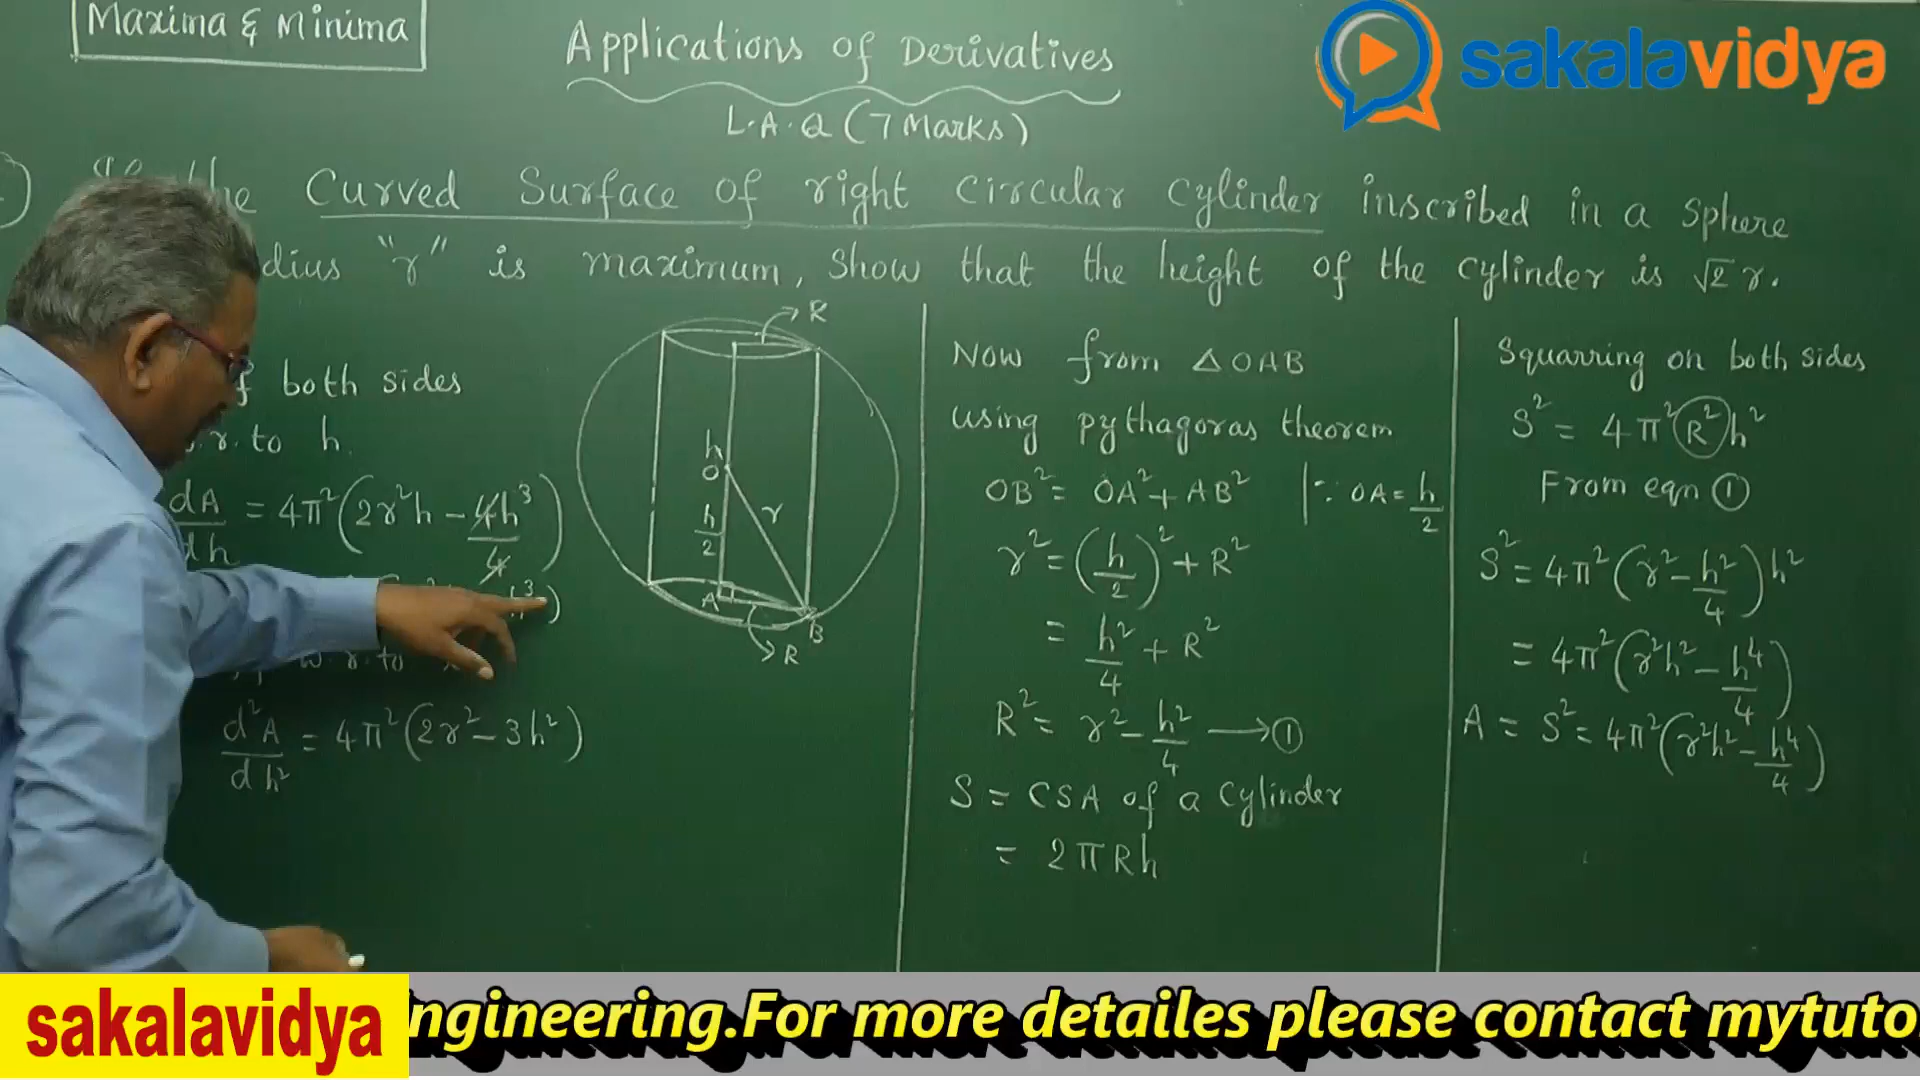 Maxima & Minima
Applications of Derivatives
L.A.Q (7 Marks)
sakalavidya
the Curved Surface of right Circular Cylinder inscribed in a Sphere
dius "r" is maximum, Show that the height of the cylinder is √2 r.
f both sides
r. to h.
dA/dh = 4π²(2r²h - 4h³/4)
h³)
w.r.to
d²A/dh² = 4π²(2r² - 3h²)
R
h
O
h/2
r
A
B
R
Now from △OAB
using pythagoras theorem
OB² = OA² + AB² | ∵ OA = h/2
r² = (h/2)² + R²
= h²/4 + R²
R² = r² - h²/4 → ①
S = CSA of a Cylinder
= 2πRh
Squarring on both sides
S² = 4π²R²h²
From eqn ①
S² = 4π²(r² - h²/4)h²
= 4π²(r²h² - h⁴/4)
A = S² = 4π²(r²h² - h⁴/4)
sakalavidya
ngineering.For more detailes please contact mytuto